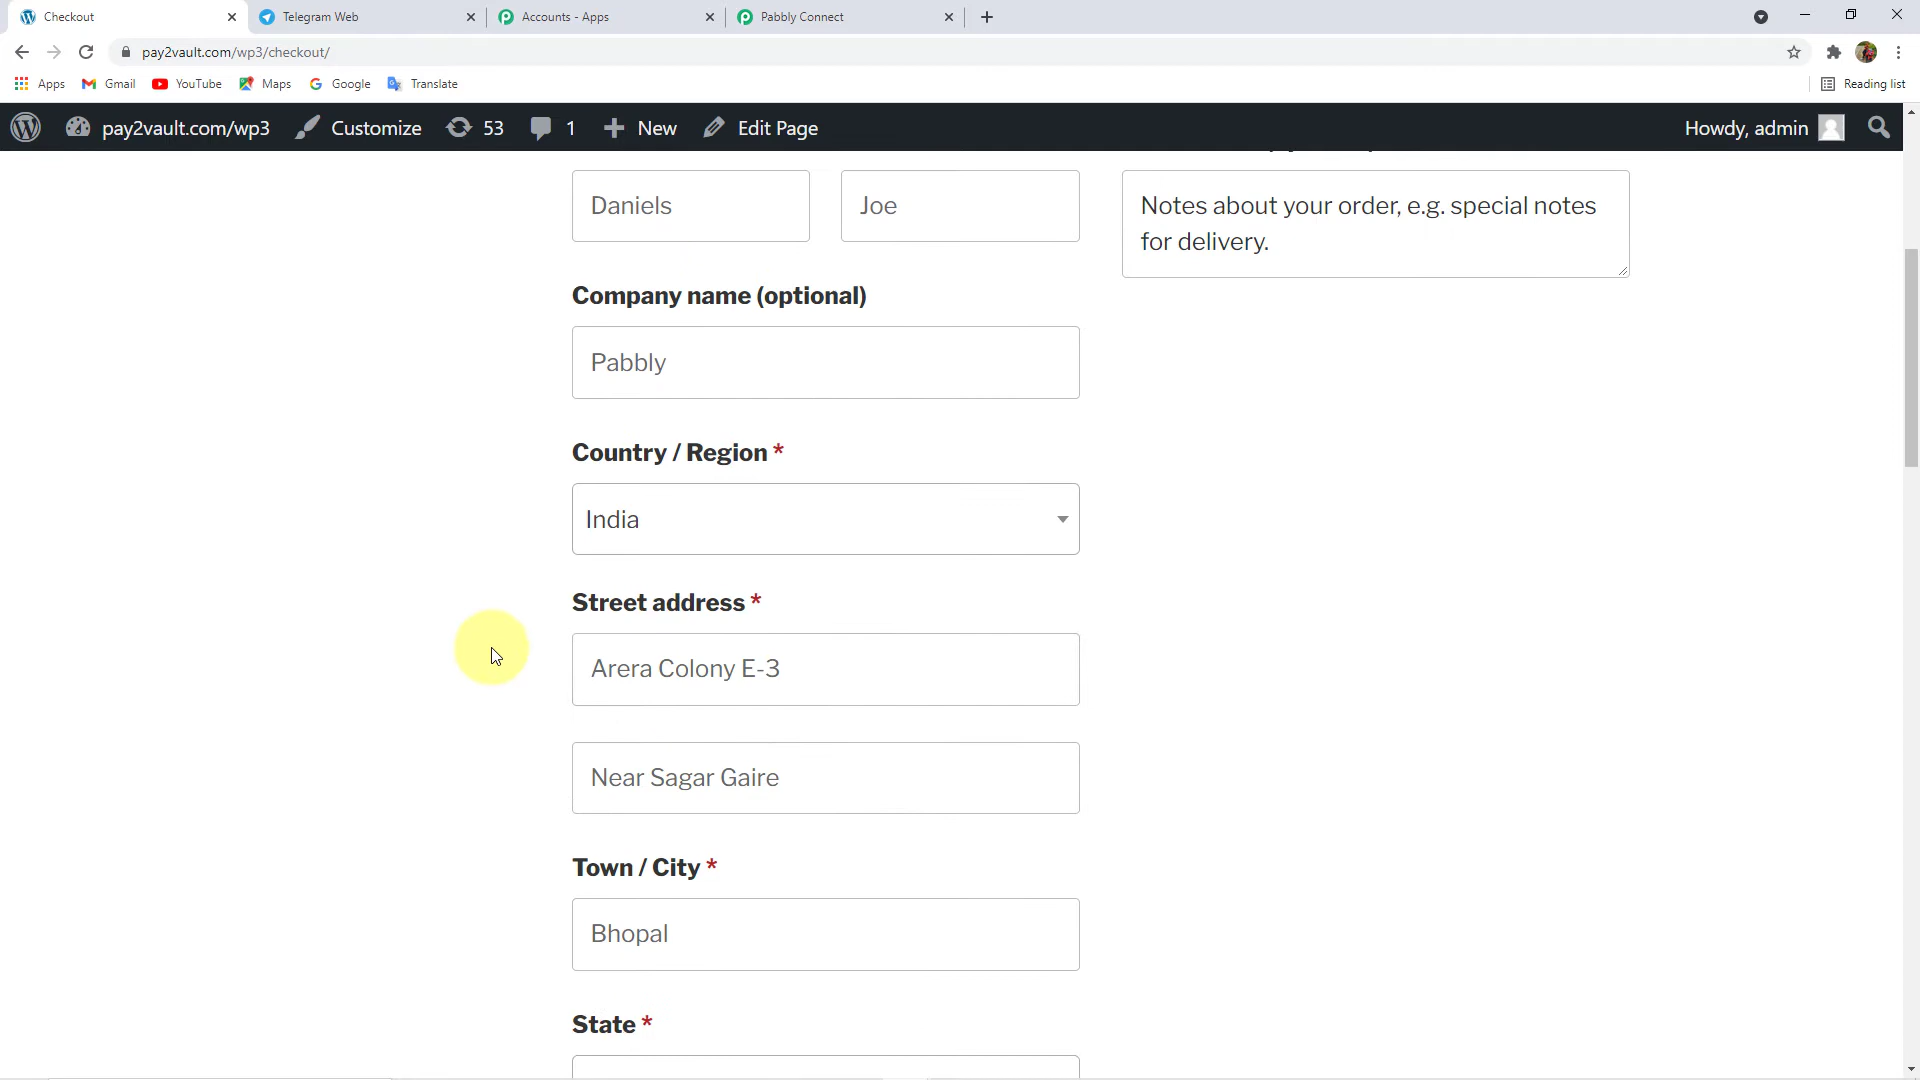 Checkout
Telegram Web
Accounts - Apps
Pabbly Connect
pay2vault.com/wp3/checkout/
Apps
Gmail
YouTube
Maps
Google
Translate
Reading list
pay2vault.com/wp3
Customize
53
1
New
Edit Page
Howdy, admin
Daniels
Joe
Notes about your order, e.g. special notes
for delivery.
Company name (optional)
Pabbly
Country / Region *
India
Street address *
Arera Colony E-3
Near Sagar Gaire
Town / City *
Bhopal
State *